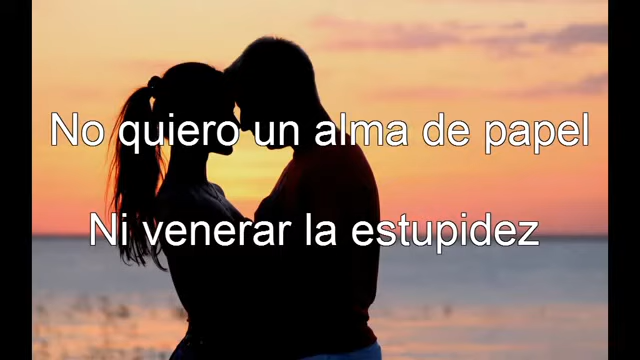 No quiero un alma de papel
Ni venerar la estupidez